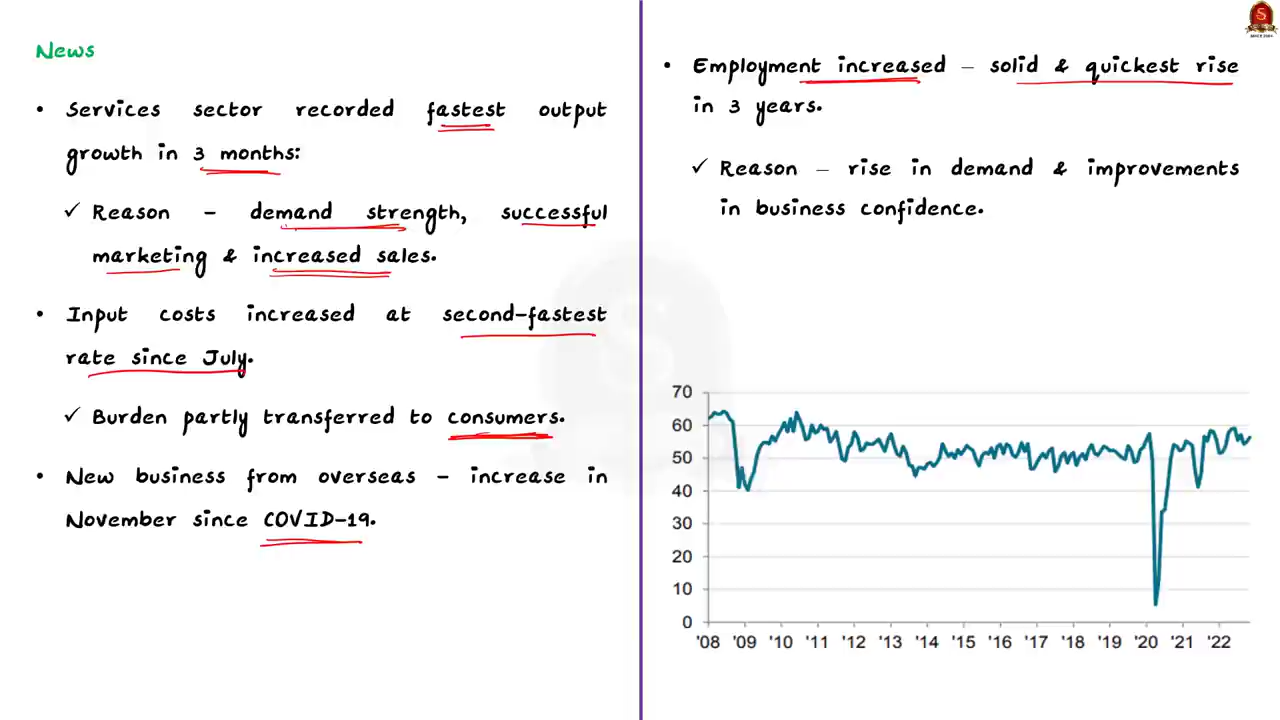 News
• Services sector recorded fastest output
growth in 3 months:
✓ Reason – demand strength, successful
marketing & increased sales.
• Input costs increased at second-fastest
rate since July.
✓ Burden partly transferred to consumers.
• New business from overseas – increase in
November since COVID-19.
• Employment increased – solid & quickest rise
in 3 years.
✓ Reason – rise in demand & improvements
in business confidence.
70
60
50
40
30
20
10
0
'08 '09 '10 '11 '12 '13 '14 '15 '16 '17 '18 '19 '20 '21 '22